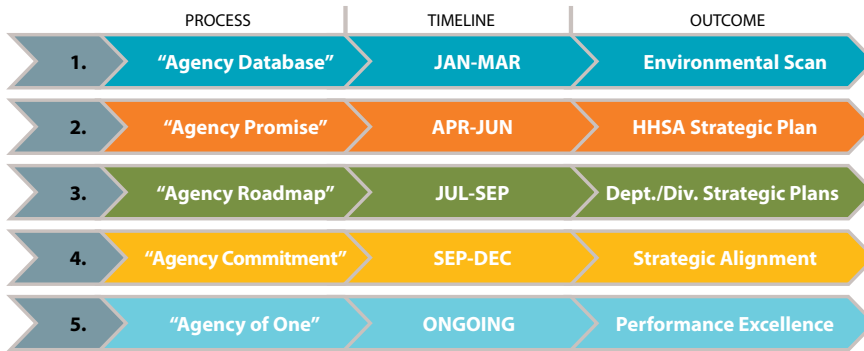 PROCESS TIMELINE OUTCOME
1. “Agency Database” JAN-MAR Environmental Scan
2. “Agency Promise” APR-JUN HHSA Strategic Plan
3. “Agency Roadmap” JUL-SEP Dept./Div. Strategic Plans
4. “Agency Commitment” SEP-DEC Strategic Alignment
5. “Agency of One” ONGOING Performance Excellence